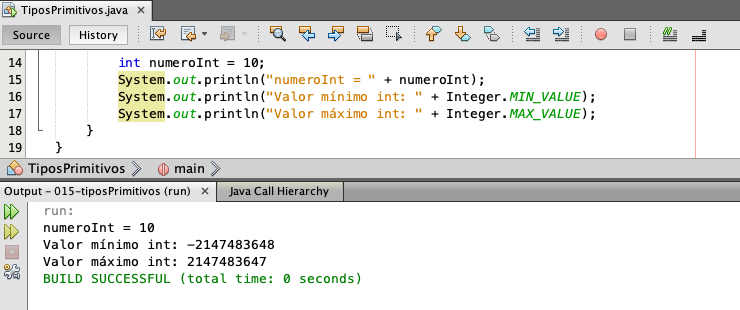 TiposPrimitivos.java
Source History
14 int numeroInt = 10;
15 System.out.println("numeroInt = " + numeroInt);
16 System.out.println("Valor mínimo int: " + Integer.MIN_VALUE);
17 System.out.println("Valor máximo int: " + Integer.MAX_VALUE);
18 }
19 }
TiposPrimitivos main
Output - 015-tiposPrimitivos (run) Java Call Hierarchy
run:
numeroInt = 10
Valor mínimo int: -2147483648
Valor máximo int: 2147483647
BUILD SUCCESSFUL (total time: 0 seconds)